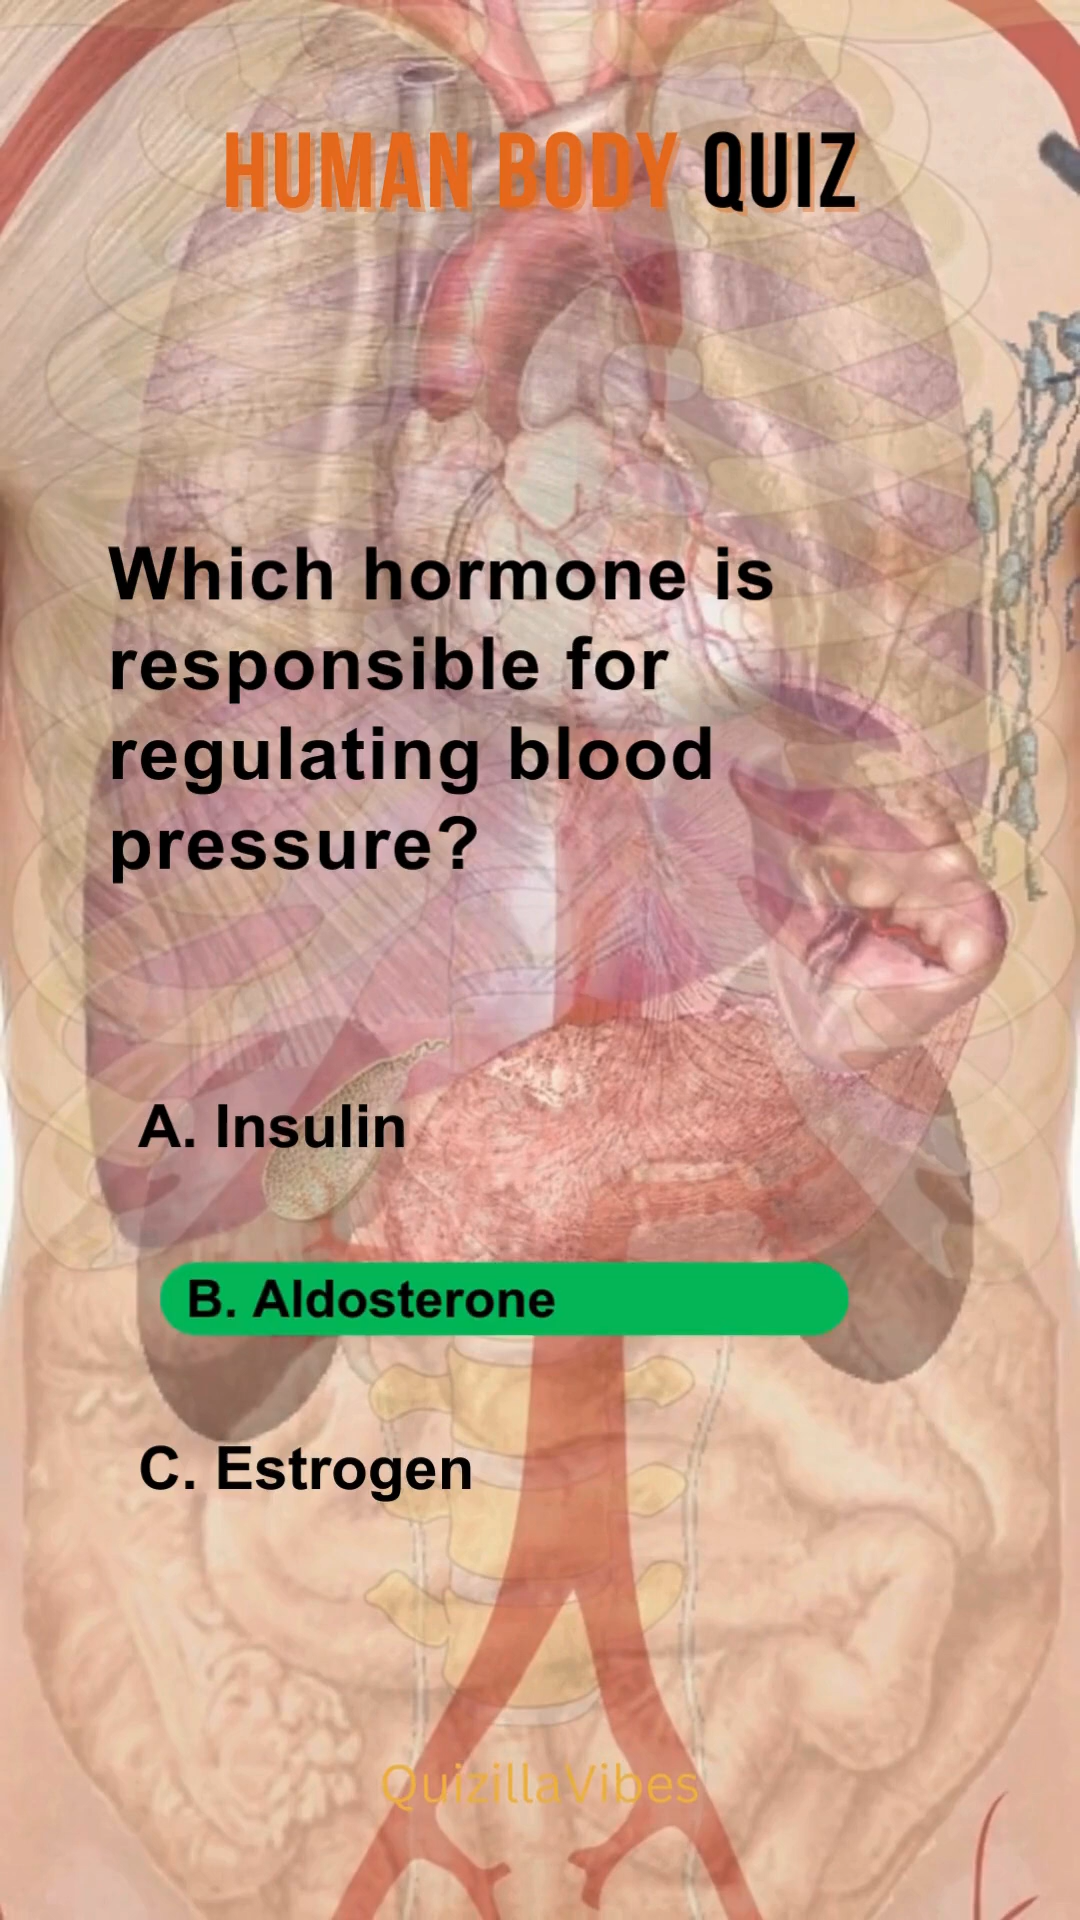 HUMAN BODY QUIZ
Which hormone is
responsible for
regulating blood
pressure?
A. Insulin
B. Aldosterone
C. Estrogen
QuizillaVibes